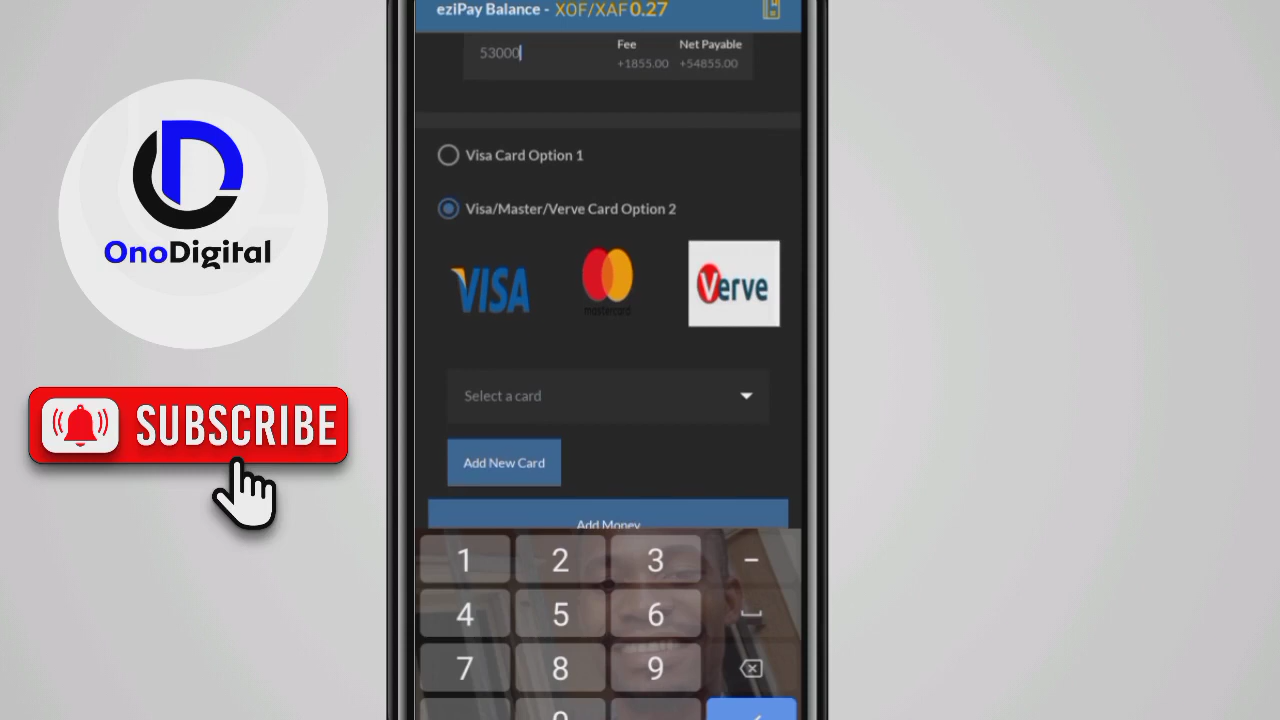 eziPay Balance - XOF/XAF 0.27
53000
Fee
+1855.00
Net Payable
+54855.00
Visa Card Option 1
Visa/Master/Verve Card Option 2
VISA
mastercard
Verve
Select a card
Add New Card
Add Money
1 2 3 -
4 5 6
7 8 9
OnoDigital
SUBSCRIBE